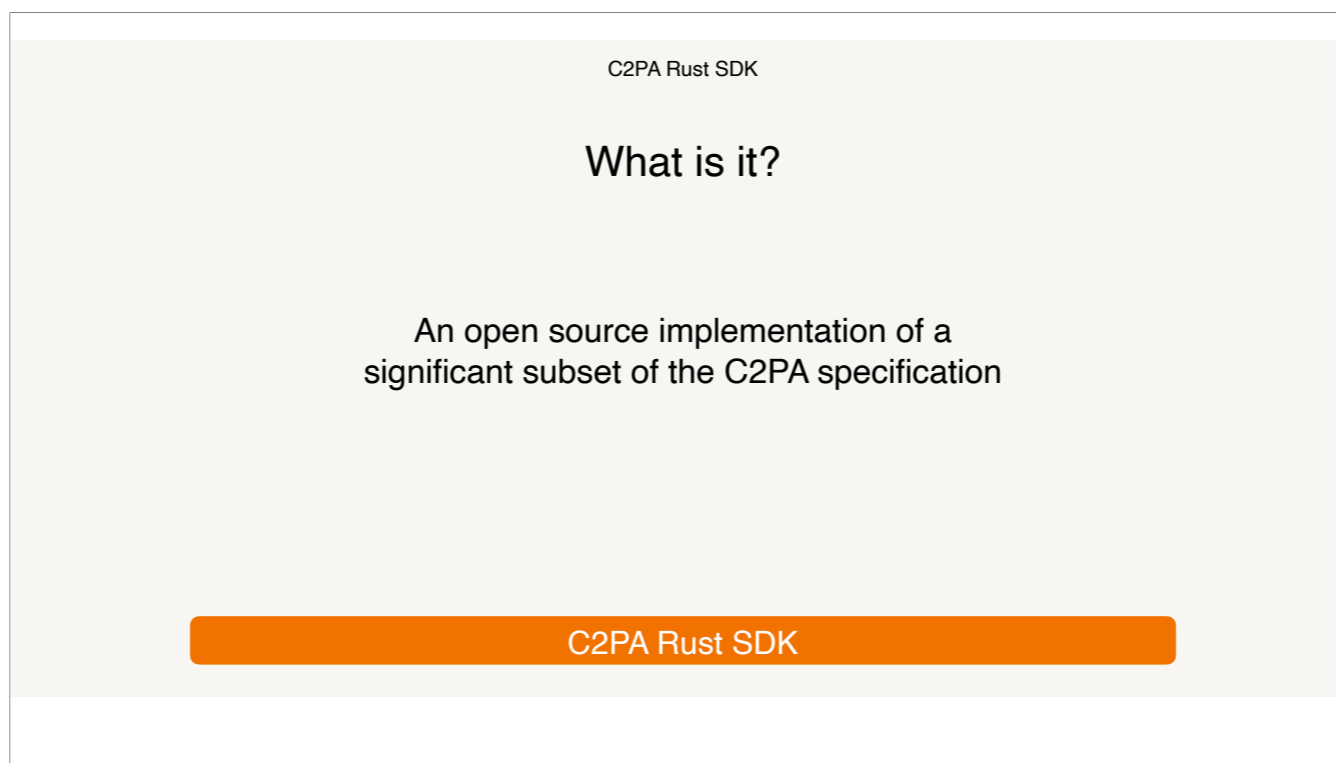 C2PA Rust SDK
What is it?
An open source implementation of a
significant subset of the C2PA specification
C2PA Rust SDK